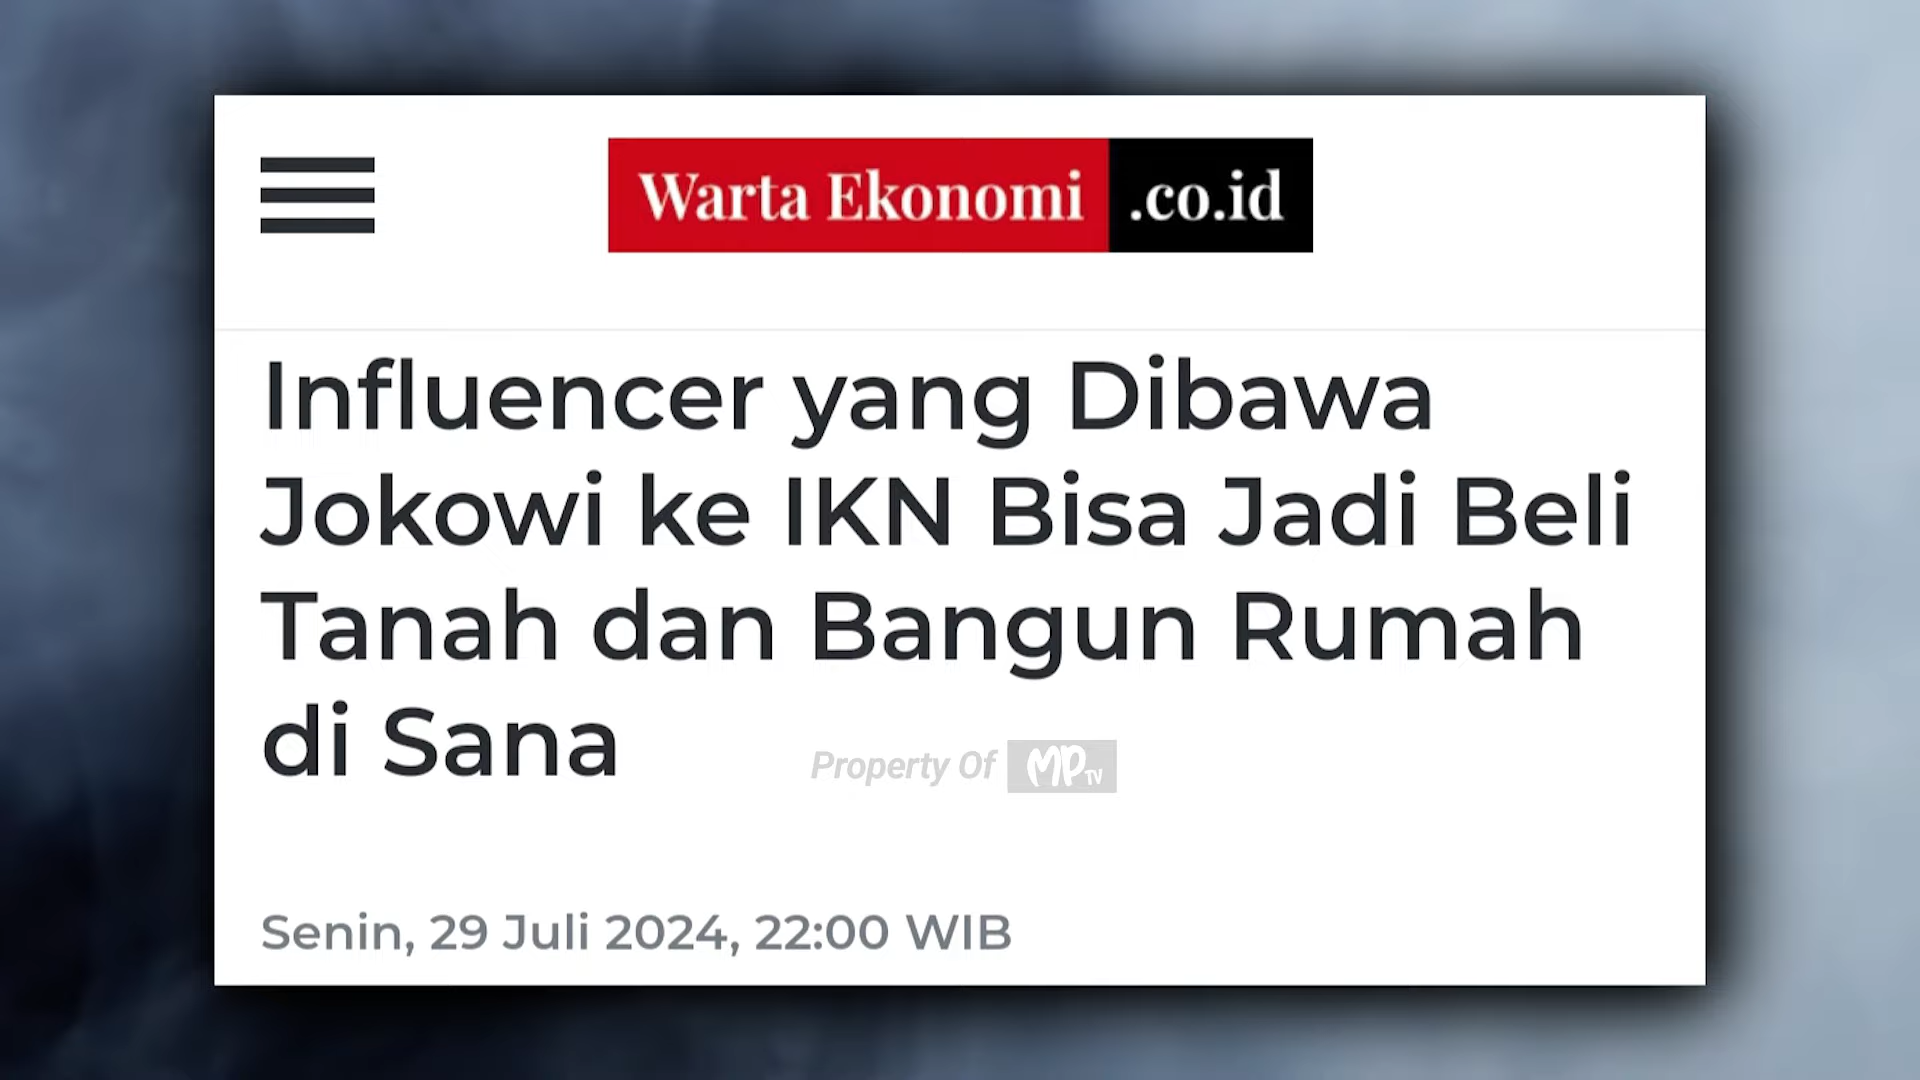 Warta Ekonomi .co.id
Influencer yang Dibawa
Jokowi ke IKN Bisa Jadi Beli
Tanah dan Bangun Rumah
di Sana
Property Of MP TV
Senin, 29 Juli 2024, 22:00 WIB